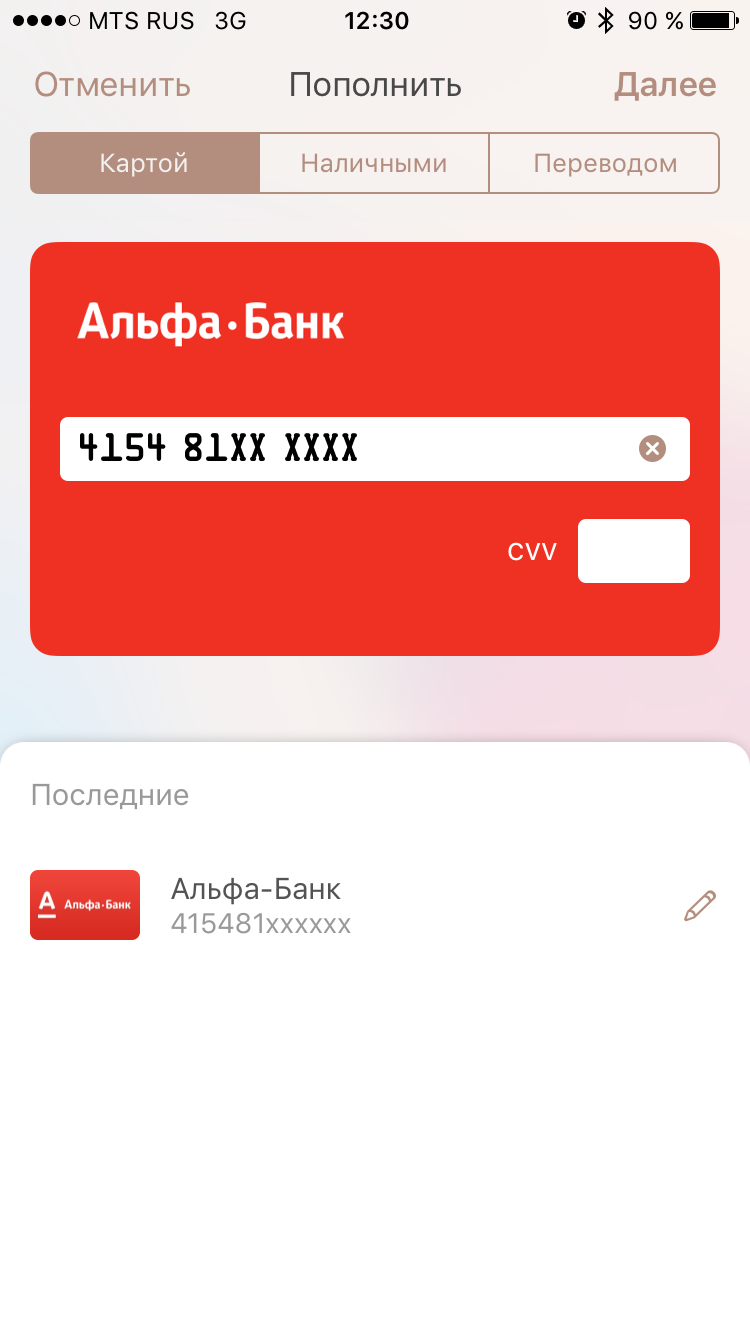 MTS RUS 3G 12:30 90 %
Отменить Пополнить Далее
Картой Наличными Переводом
Альфа·Банк
4154 81XX XXXX
CVV
Последние
А Альфа·Банк
Альфа-Банк
415481xxxxxx